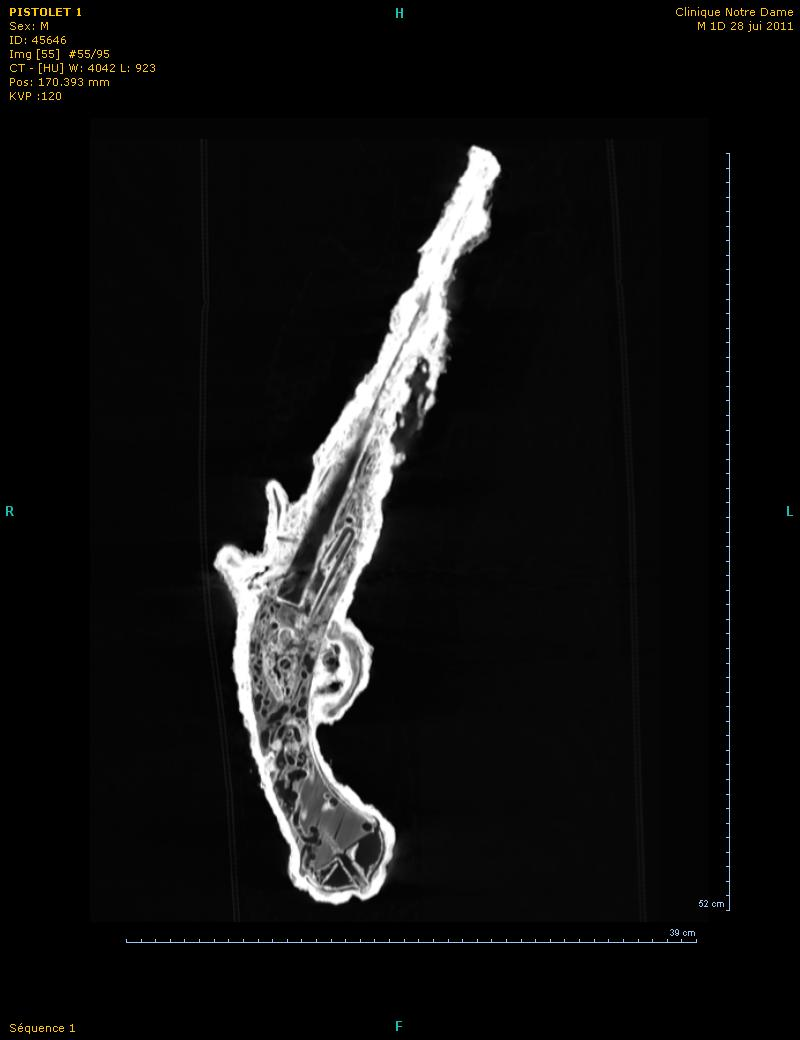 PISTOLET 1
Sex: M
ID: 45646
Img [55] #55/95
CT - [HU] W: 4042 L: 923
Pos: 170.393 mm
KVP :120
H
Clinique Notre Dame
M 1D 28 jui 2011
R
L
52 cm
39 cm
Séquence 1
F